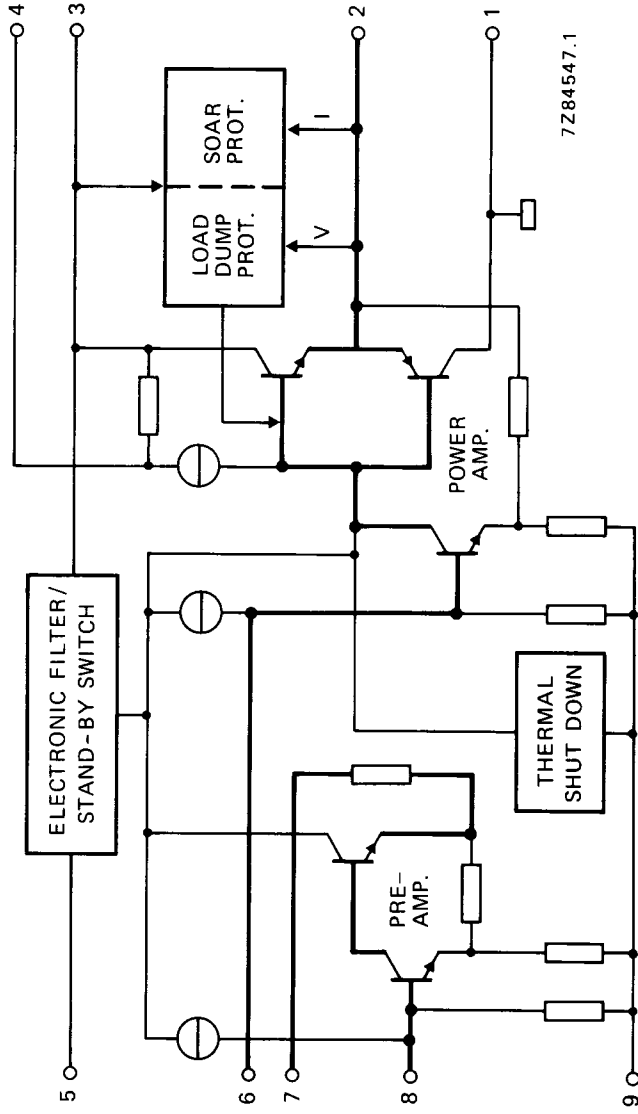 4
3
2
1
7Z84547.1
SOAR
PROT.
LOAD
DUMP
PROT.
I
V
POWER
AMP.
ELECTRONIC FILTER/
STAND-BY SWITCH
THERMAL
SHUT DOWN
PRE-
AMP.
5
6
7
8
9